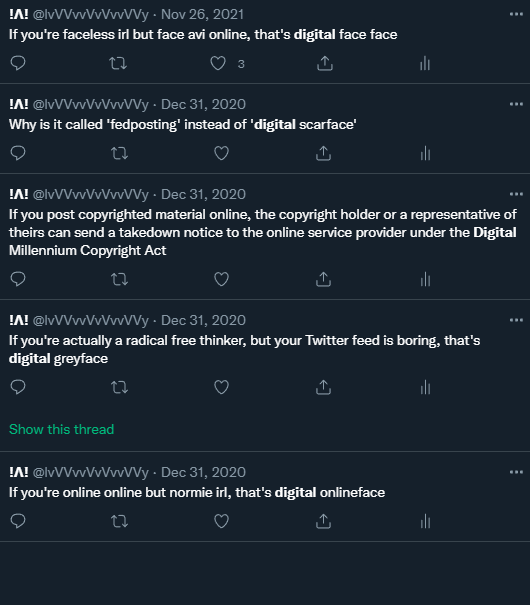 !Λ! @lvVVvvVvVvvVVy · Nov 26, 2021
If you're faceless irl but face avi online, that's digital face face
3
!Λ! @lvVVvvVvVvvVVy · Dec 31, 2020
Why is it called 'fedposting' instead of 'digital scarface'
!Λ! @lvVVvvVvVvvVVy · Dec 31, 2020
If you post copyrighted material online, the copyright holder or a representative of
theirs can send a takedown notice to the online service provider under the Digital
Millennium Copyright Act
!Λ! @lvVVvvVvVvvVVy · Dec 31, 2020
If you're actually a radical free thinker, but your Twitter feed is boring, that's
digital greyface
Show this thread
!Λ! @lvVVvvVvVvvVVy · Dec 31, 2020
If you're online online but normie irl, that's digital onlineface